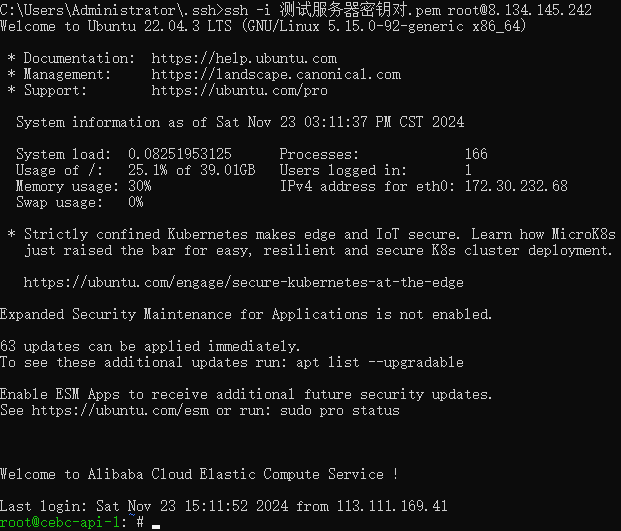 C:\Users\Administrator\.ssh>ssh -i 测试服务器密钥对.pem root@8.134.145.242
Welcome to Ubuntu 22.04.3 LTS (GNU/Linux 5.15.0-92-generic x86_64)
* Documentation: https://help.ubuntu.com
* Management: https://landscape.canonical.com
* Support: https://ubuntu.com/pro
System information as of Sat Nov 23 03:11:37 PM CST 2024
System load: 0.08251953125 Processes: 166
Usage of /: 25.1% of 39.01GB Users logged in: 1
Memory usage: 30% IPv4 address for eth0: 172.30.232.68
Swap usage: 0%
* Strictly confined Kubernetes makes edge and IoT secure. Learn how MicroK8s
just raised the bar for easy, resilient and secure K8s cluster deployment.
https://ubuntu.com/engage/secure-kubernetes-at-the-edge
Expanded Security Maintenance for Applications is not enabled.
63 updates can be applied immediately.
To see these additional updates run: apt list --upgradable
Enable ESM Apps to receive additional future security updates.
See https://ubuntu.com/esm or run: sudo pro status
Welcome to Alibaba Cloud Elastic Compute Service !
Last login: Sat Nov 23 15:11:52 2024 from 113.111.169.41
root@cebc-api-1:~#